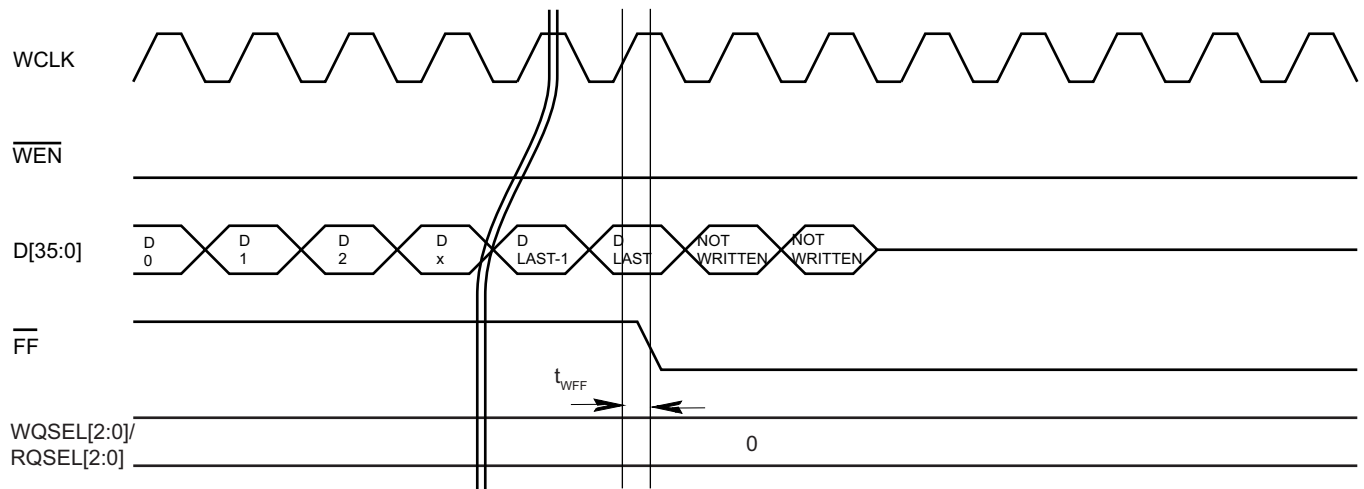 WCLK
WEN
D[35:0]
D
0
D
1
D
2
D
x
D
LAST-1
D
LAST
NOT
WRITTEN
NOT
WRITTEN
FF
tWFF
WQSEL[2:0]/
RQSEL[2:0]
0